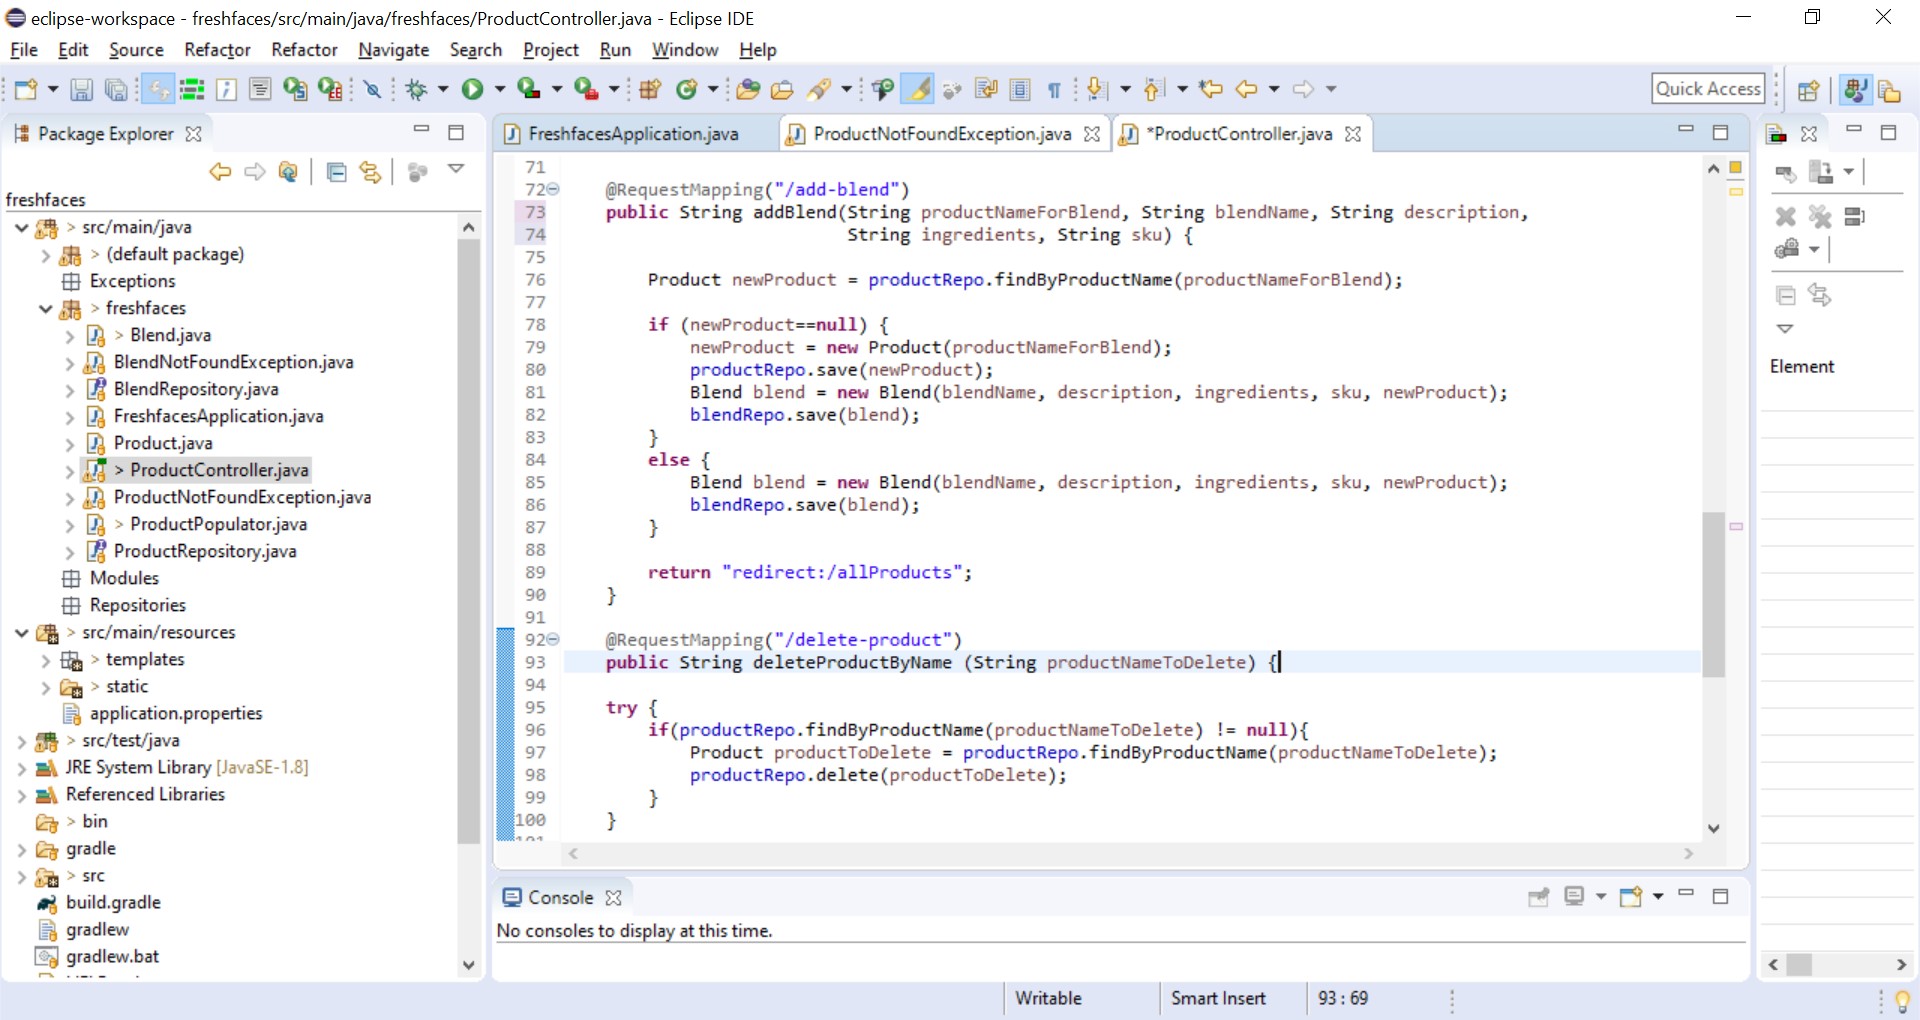 eclipse-workspace - freshfaces/src/main/java/freshfaces/ProductController.java - Eclipse IDE
File Edit Source Refactor Refactor Navigate Search Project Run Window Help
Quick Access
Package Explorer
freshfaces
> src/main/java
> (default package)
Exceptions
> freshfaces
> Blend.java
BlendNotFoundException.java
BlendRepository.java
FreshfacesApplication.java
Product.java
> ProductController.java
ProductNotFoundException.java
> ProductPopulator.java
ProductRepository.java
Modules
Repositories
> src/main/resources
> templates
> static
application.properties
> src/test/java
JRE System Library [JavaSE-1.8]
Referenced Libraries
> bin
gradle
> src
build.gradle
gradlew
gradlew.bat
FreshfacesApplication.java ProductNotFoundException.java *ProductController.java
71
72 @RequestMapping("/add-blend")
73 public String addBlend(String productNameForBlend, String blendName, String description,
74 String ingredients, String sku) {
75
76 Product newProduct = productRepo.findByProductName(productNameForBlend);
77
78 if (newProduct==null) {
79 newProduct = new Product(productNameForBlend);
80 productRepo.save(newProduct);
81 Blend blend = new Blend(blendName, description, ingredients, sku, newProduct);
82 blendRepo.save(blend);
83 }
84 else {
85 Blend blend = new Blend(blendName, description, ingredients, sku, newProduct);
86 blendRepo.save(blend);
87 }
88
89 return "redirect:/allProducts";
90 }
91
92 @RequestMapping("/delete-product")
93 public String deleteProductByName (String productNameToDelete) {
94
95 try {
96 if(productRepo.findByProductName(productNameToDelete) != null){
97 Product productToDelete = productRepo.findByProductName(productNameToDelete);
98 productRepo.delete(productToDelete);
99 }
100 }
Element
Console
No consoles to display at this time.
Writable Smart Insert 93 : 69